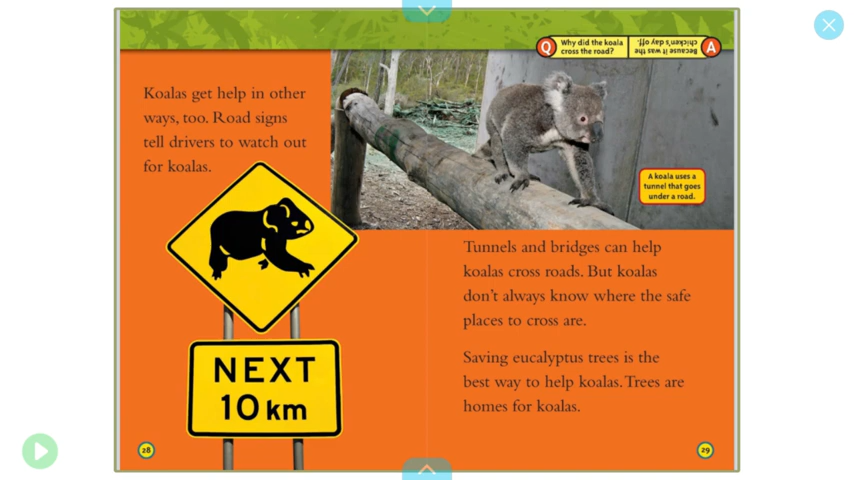 Koalas get help in other
ways, too. Road signs
tell drivers to watch out
for koalas.
NEXT
10 km
28
Q Why did the koala
cross the road?
Because it was the
chicken's day off. A
A koala uses a
tunnel that goes
under a road.
Tunnels and bridges can help
koalas cross roads. But koalas
don't always know where the safe
places to cross are.
Saving eucalyptus trees is the
best way to help koalas. Trees are
homes for koalas.
29